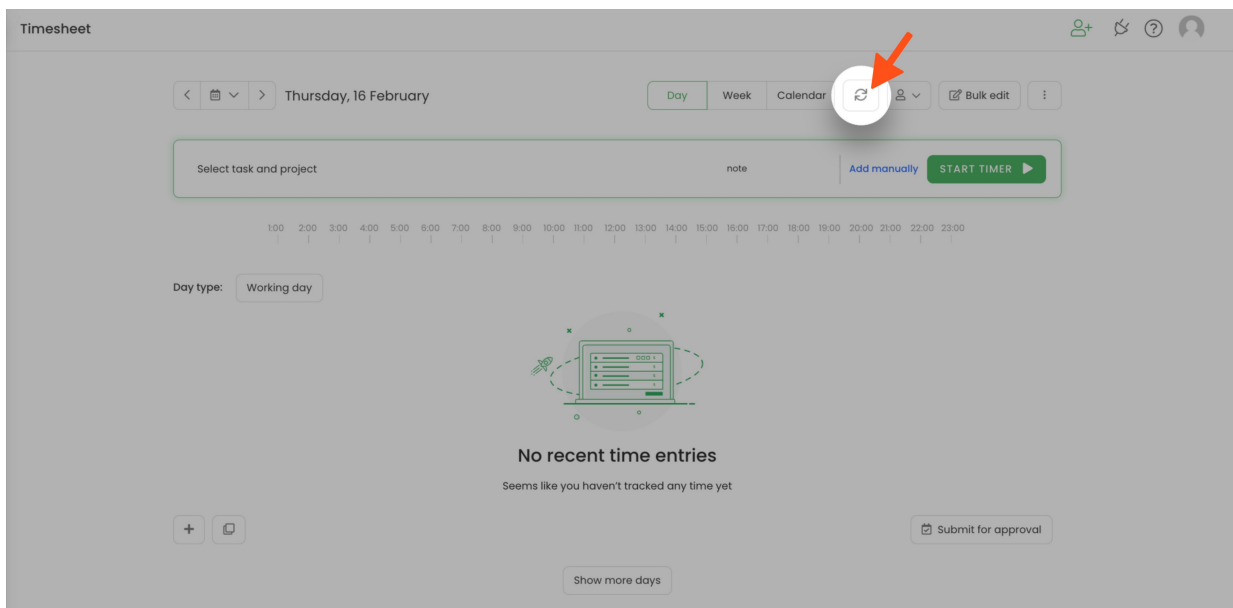 Timesheet
Thursday, 16 February
Day Week Calendar Bulk edit
Select task and project note Add manually START TIMER
1:00 2:00 3:00 4:00 5:00 6:00 7:00 8:00 9:00 10:00 11:00 12:00 13:00 14:00 15:00 16:00 17:00 18:00 19:00 20:00 21:00 22:00 23:00
Day type: Working day
No recent time entries
Seems like you haven't tracked any time yet
Submit for approval
Show more days